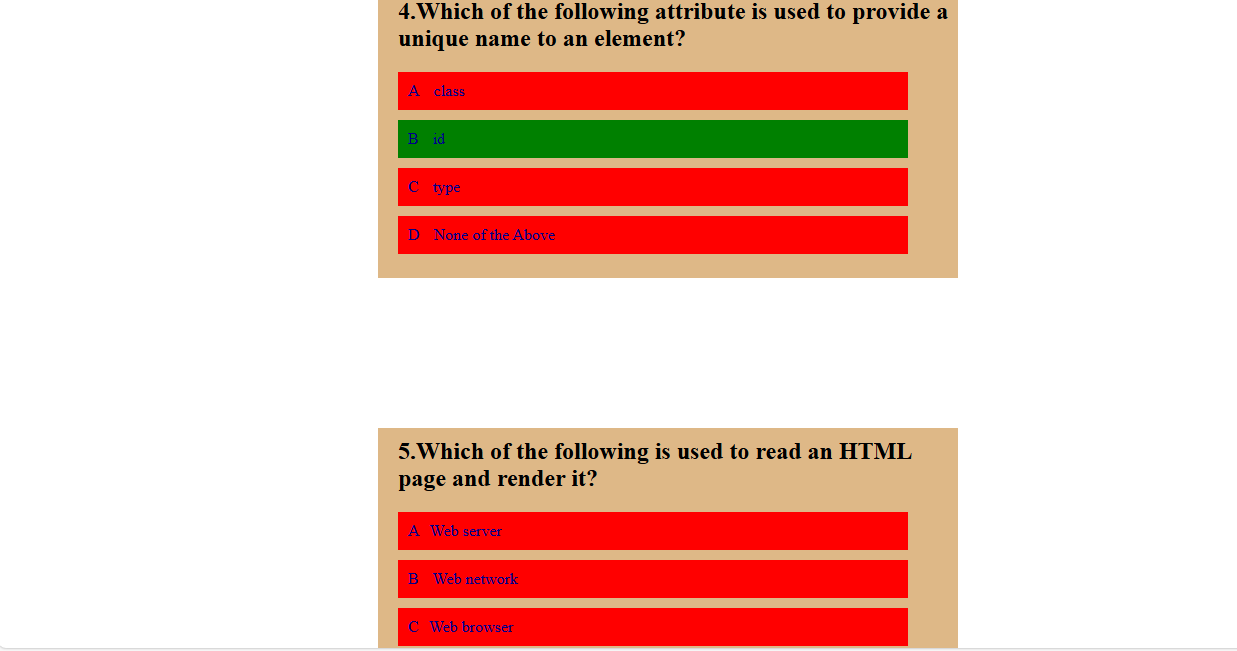 4.Which of the following attribute is used to provide a
unique name to an element?
A class
B id
C type
D None of the Above
5.Which of the following is used to read an HTML
page and render it?
A Web server
B Web network
C Web browser